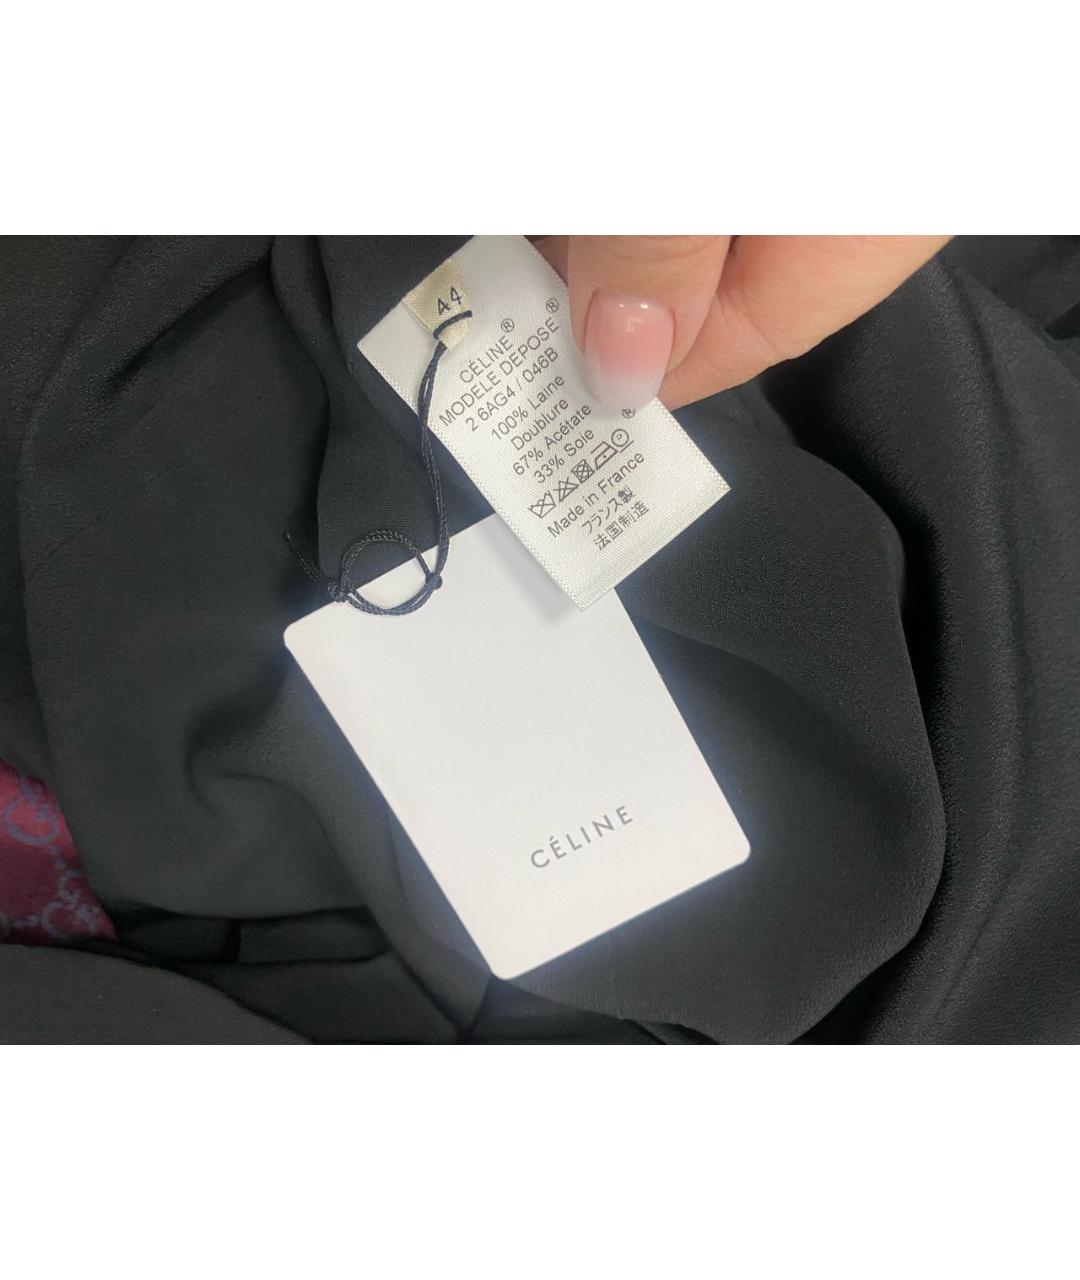 44
CÉLINE®
MODELE DEPOSE®
2 6AG4 / 046B
100% Laine
Doublure
67% Acétate
33% Soie
Made in France
フランス製
法国制造
CÉLINE